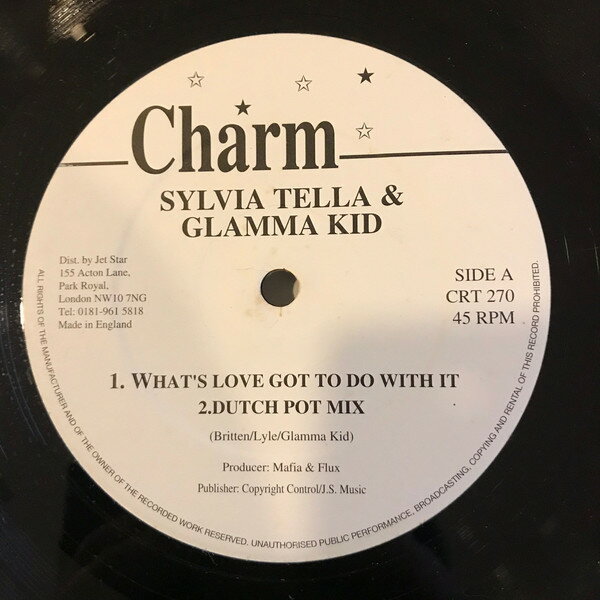 Charm
SYLVIA TELLA &
GLAMMA KID
Dist. by Jet Star
155 Acton Lane,
Park Royal,
London NW10 7NG
Tel: 0181-961 5818
Made in England
SIDE A
CRT 270
45 RPM
1. WHAT'S LOVE GOT TO DO WITH IT
2.DUTCH POT MIX
(Britten/Lyle/Glamma Kid)
Producer: Mafia & Flux
Publisher: Copyright Control/J.S. Music
ALL RIGHTS OF THE MANUFACTURER AND OF THE OWNER OF THE RECORDED WORK RESERVED. UNAUTHORISED PUBLIC PERFORMANCE, BROADCASTING, COPYING AND RENTAL OF THIS RECORD PROHIBITED.